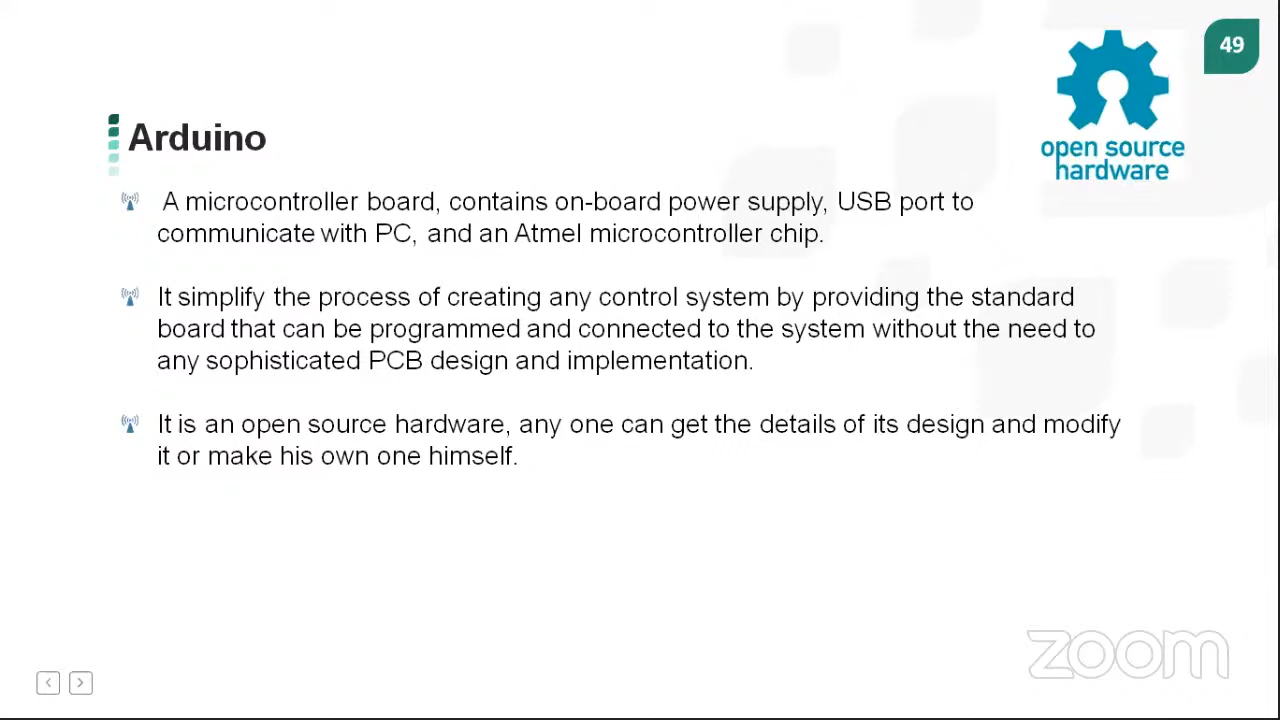 49
open source
hardware
Arduino
A microcontroller board, contains on-board power supply, USB port to
communicate with PC, and an Atmel microcontroller chip.
It simplify the process of creating any control system by providing the standard
board that can be programmed and connected to the system without the need to
any sophisticated PCB design and implementation.
It is an open source hardware, any one can get the details of its design and modify
it or make his own one himself.
zoom